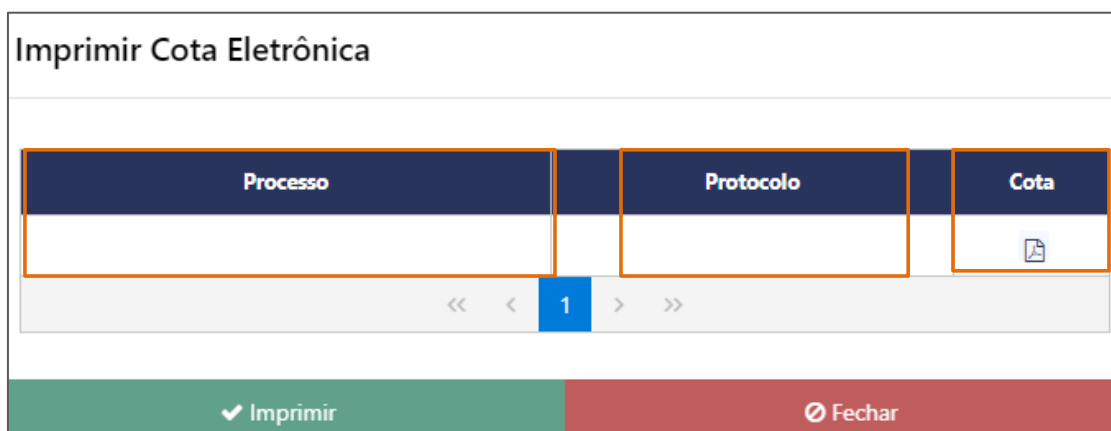 Imprimir Cota Eletrônica
Processo Protocolo Cota
« < 1 > »
Imprimir Fechar